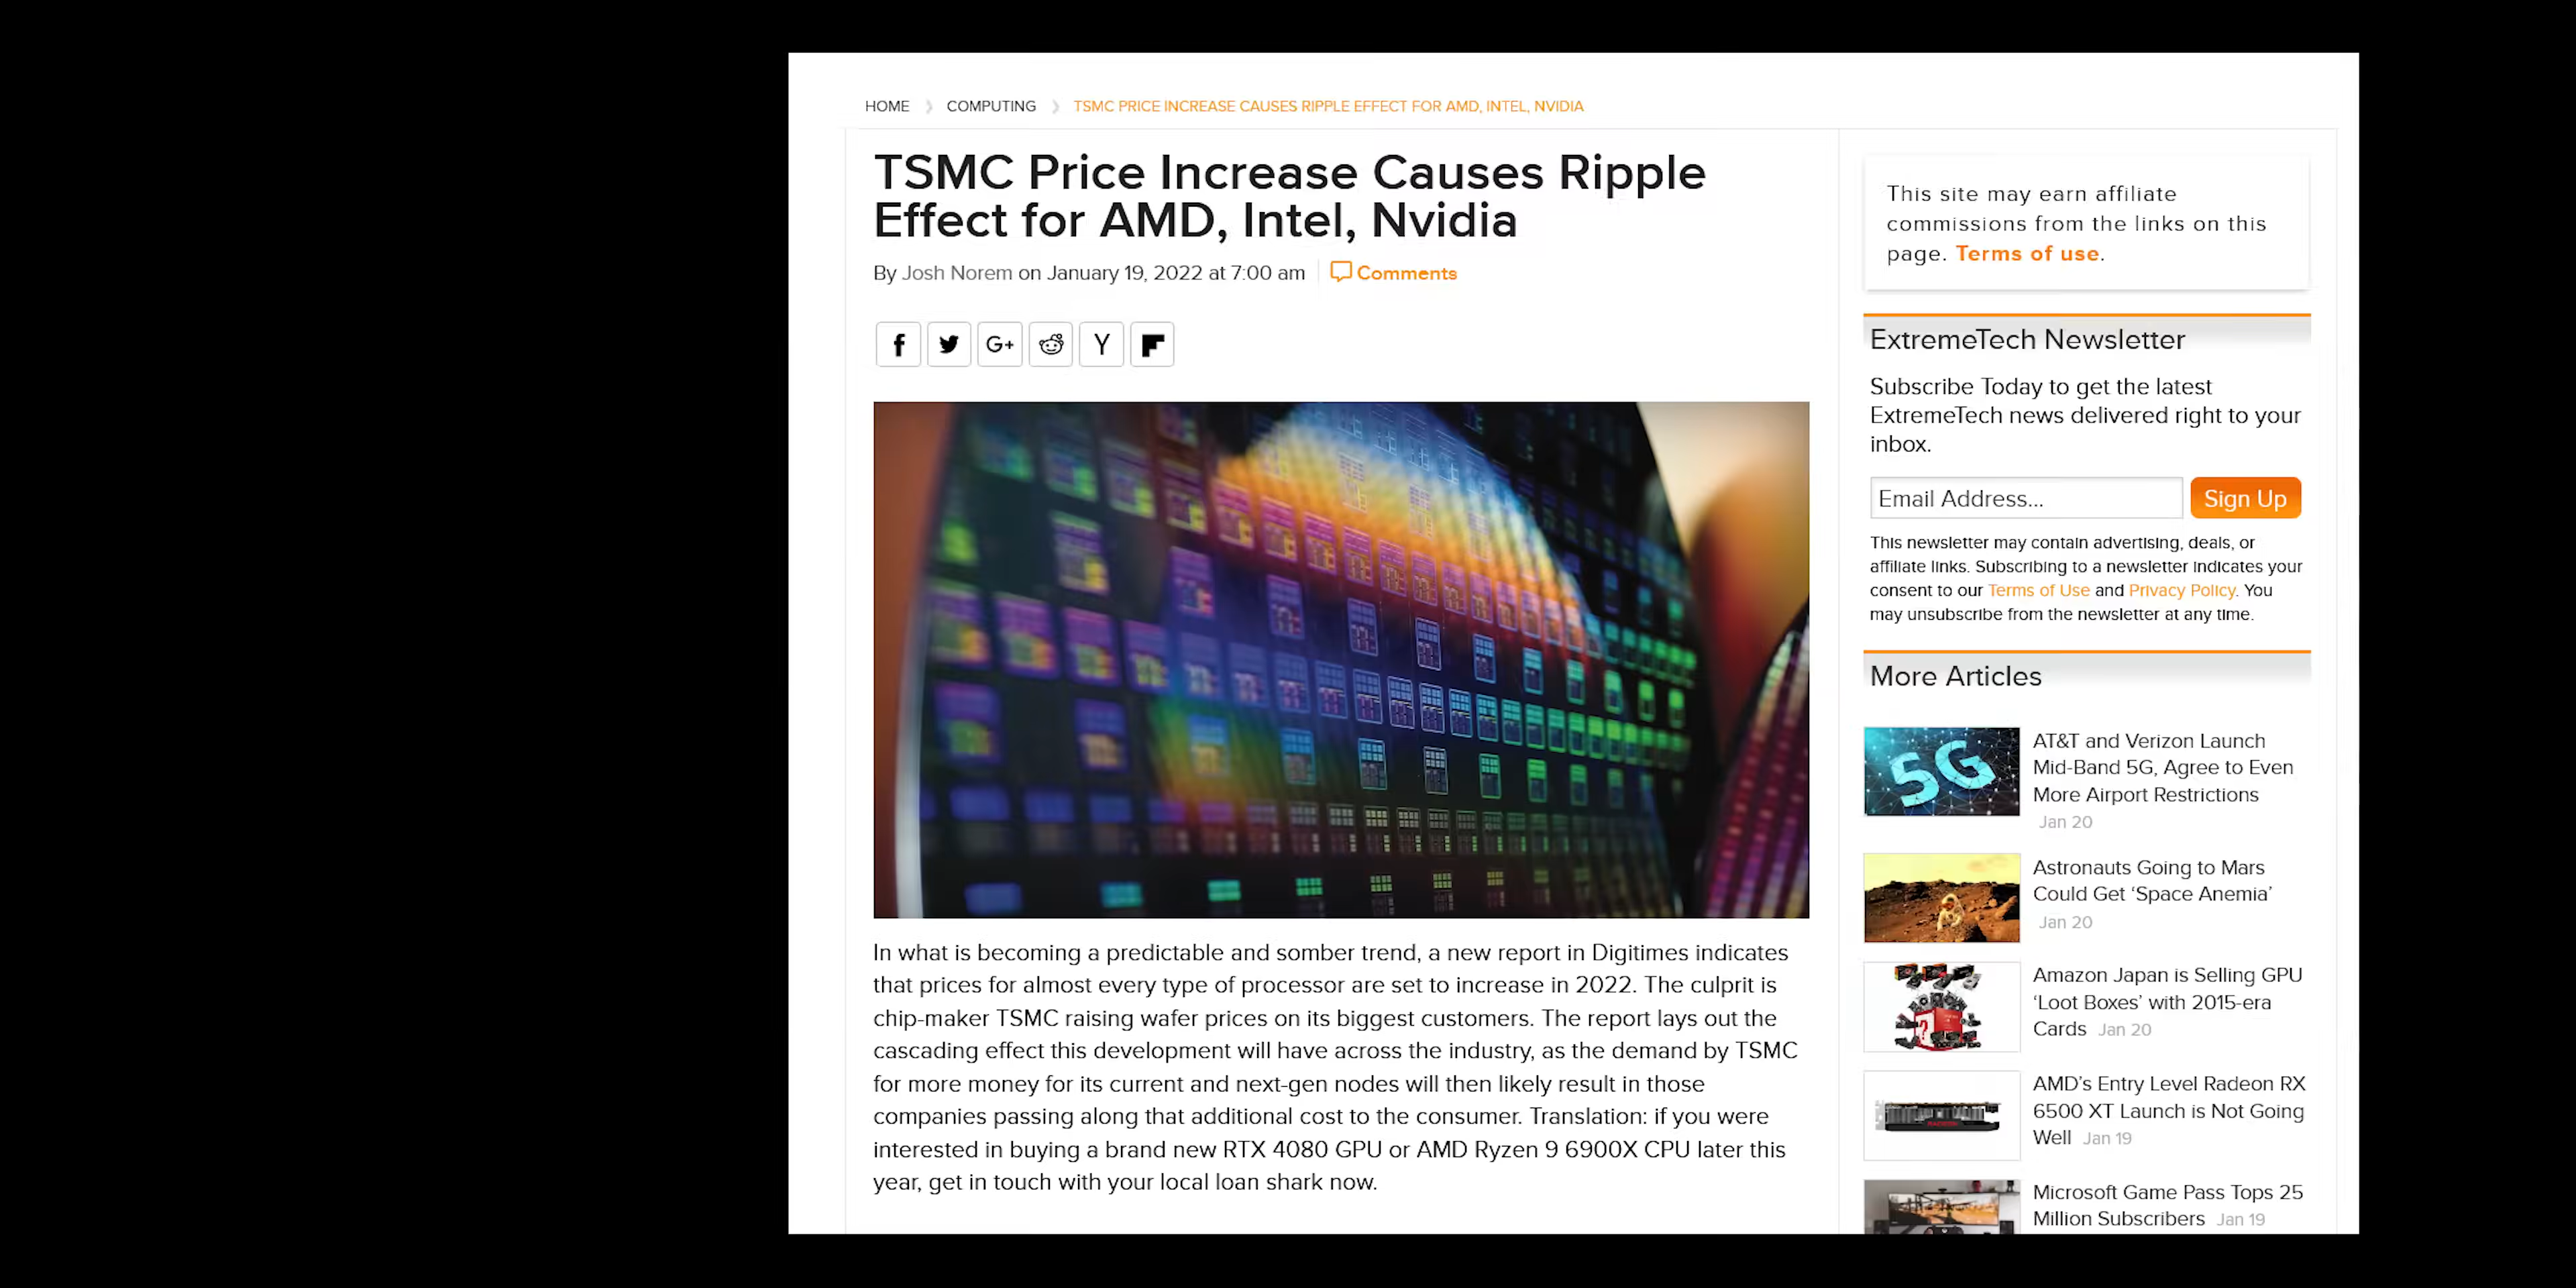 HOME
COMPUTING
TSMC PRICE INCREASE CAUSES RIPPLE EFFECT FOR AMD, INTEL, NVIDIA
TSMC Price Increase Causes Ripple
Effect for AMD, Intel, Nvidia
By Josh Norem on January 19, 2022 at 7:00 am
Comments
f
G+
Y
In what is becoming a predictable and somber trend, a new report in Digitimes indicates
that prices for almost every type of processor are set to increase in 2022. The culprit is
chip-maker TSMC raising wafer prices on its biggest customers. The report lays out the
cascading effect this development will have across the industry, as the demand by TSMC
for more money for its current and next-gen nodes will then likely result in those
companies passing along that additional cost to the consumer. Translation: if you were
interested in buying a brand new RTX 4080 GPU or AMD Ryzen 9 6900X CPU later this
year, get in touch with your local loan shark now.
This site may earn affiliate
commissions from the links on this
page. Terms of use.
ExtremeTech Newsletter
Subscribe Today to get the latest
ExtremeTech news delivered right to your
inbox.
Email Address...
Sign Up
This newsletter may contain advertising, deals, or
affiliate links. Subscribing to a newsletter indicates your
consent to our Terms of Use and Privacy Policy. You
may unsubscribe from the newsletter at any time.
More Articles
5G
AT&T and Verizon Launch
Mid-Band 5G, Agree to Even
More Airport Restrictions
Jan 20
Astronauts Going to Mars
Could Get ‘Space Anemia’
Jan 20
?
Amazon Japan is Selling GPU
‘Loot Boxes’ with 2015-era
Cards Jan 20
RADEON
AMD’s Entry Level Radeon RX
6500 XT Launch is Not Going
Well Jan 19
Microsoft Game Pass Tops 25
Million Subscribers Jan 19